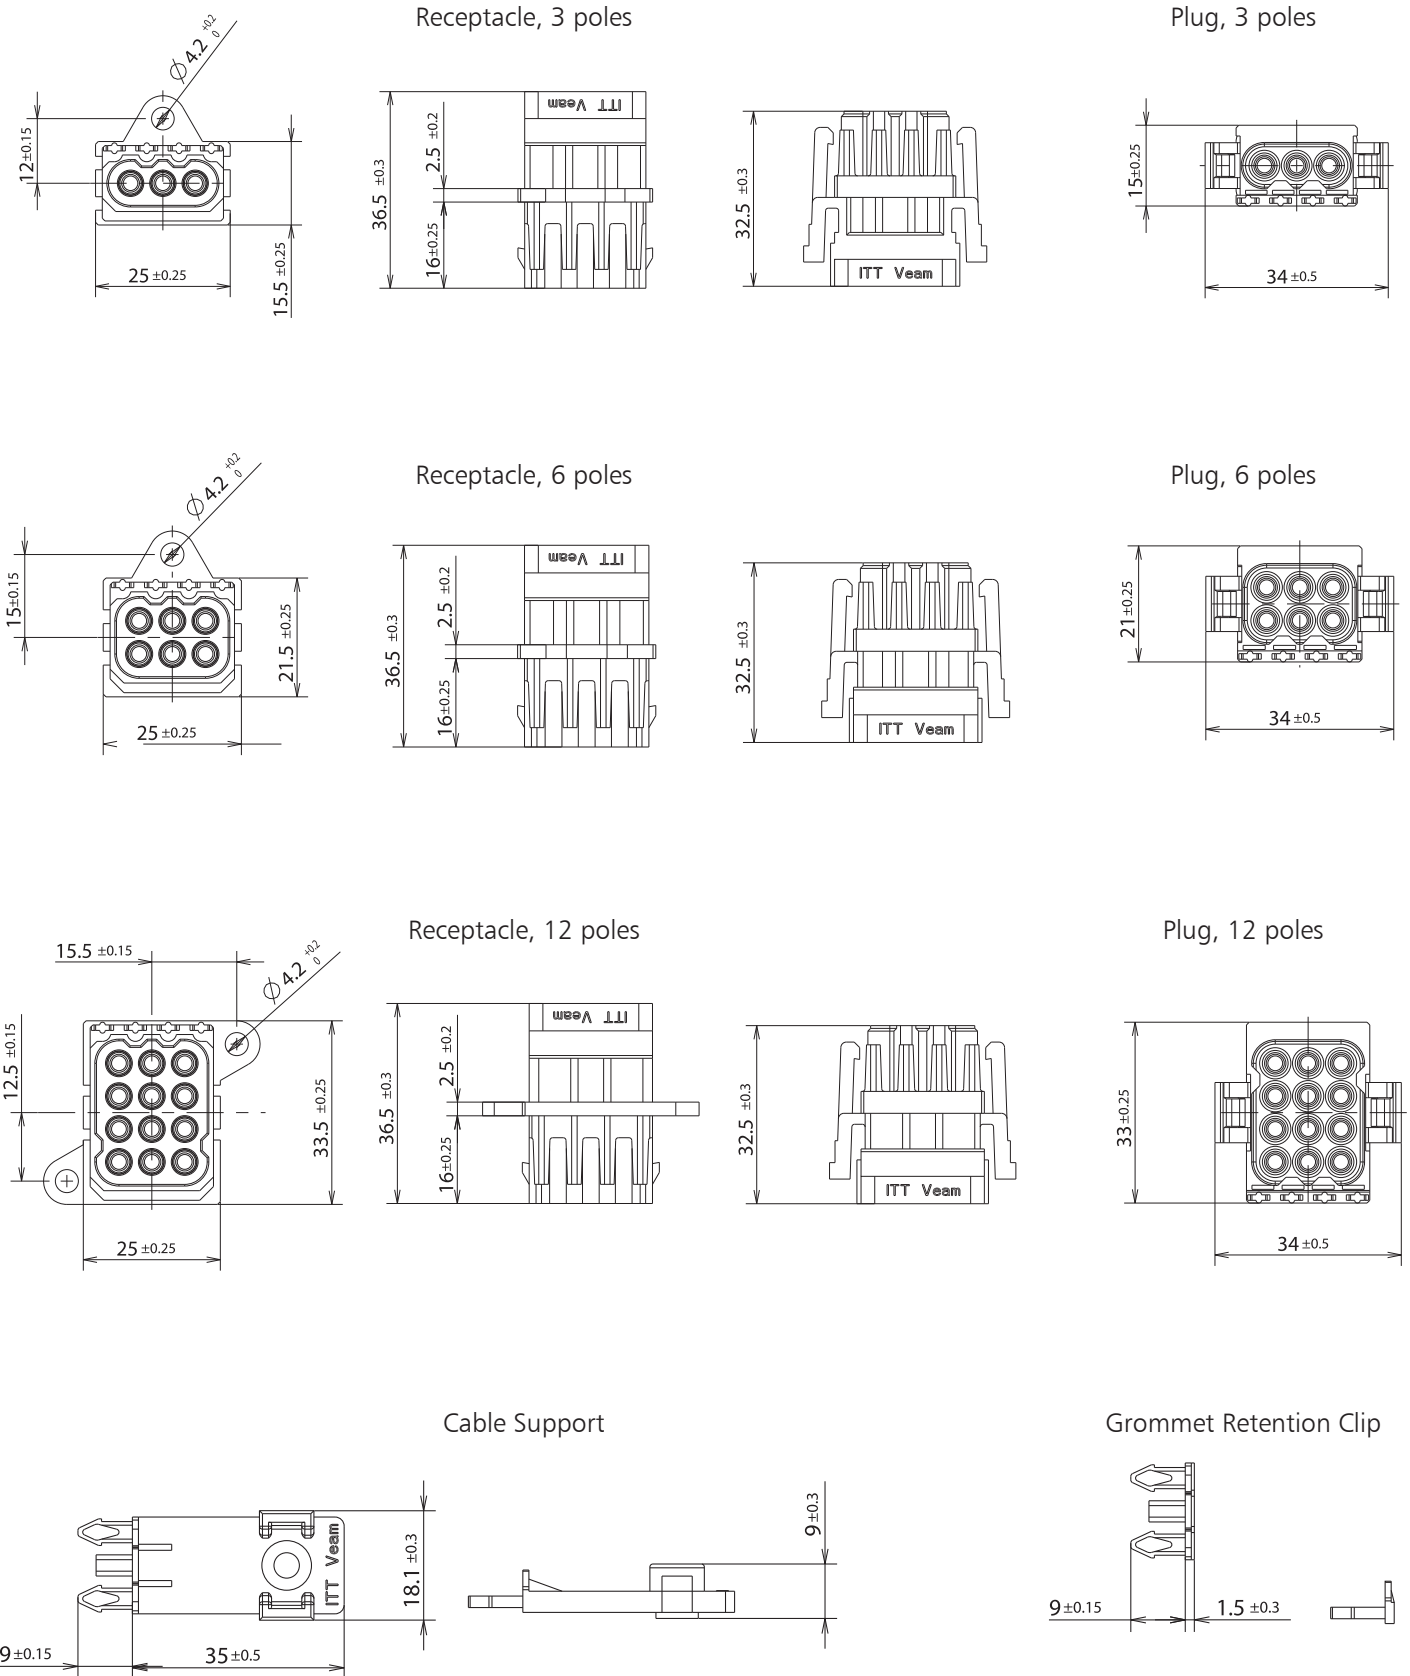 Receptacle, 3 poles
Plug, 3 poles
Ø 4.2 +0.2 0
12±0.15
25 ±0.25
15.5 ±0.25
36.5 ±0.3
2.5 ±0.2
16±0.25
ITT Veam
32.5 ±0.3
ITT Veam
15±0.25
34 ±0.5
Receptacle, 6 poles
Plug, 6 poles
Ø 4.2 +0.2 0
15±0.15
25 ±0.25
21.5 ±0.25
36.5 ±0.3
2.5 ±0.2
16±0.25
ITT Veam
32.5 ±0.3
ITT Veam
21±0.25
34 ±0.5
Receptacle, 12 poles
Plug, 12 poles
15.5 ±0.15
Ø 4.2 +0.2 0
12.5 ±0.15
25 ±0.25
33.5 ±0.25
36.5 ±0.3
2.5 ±0.2
16±0.25
ITT Veam
32.5 ±0.3
ITT Veam
33±0.25
34 ±0.5
Cable Support
Grommet Retention Clip
ITT Veam
18.1 ±0.3
9±0.3
9 ±0.15
35 ±0.5
9 ±0.15
1.5 ±0.3